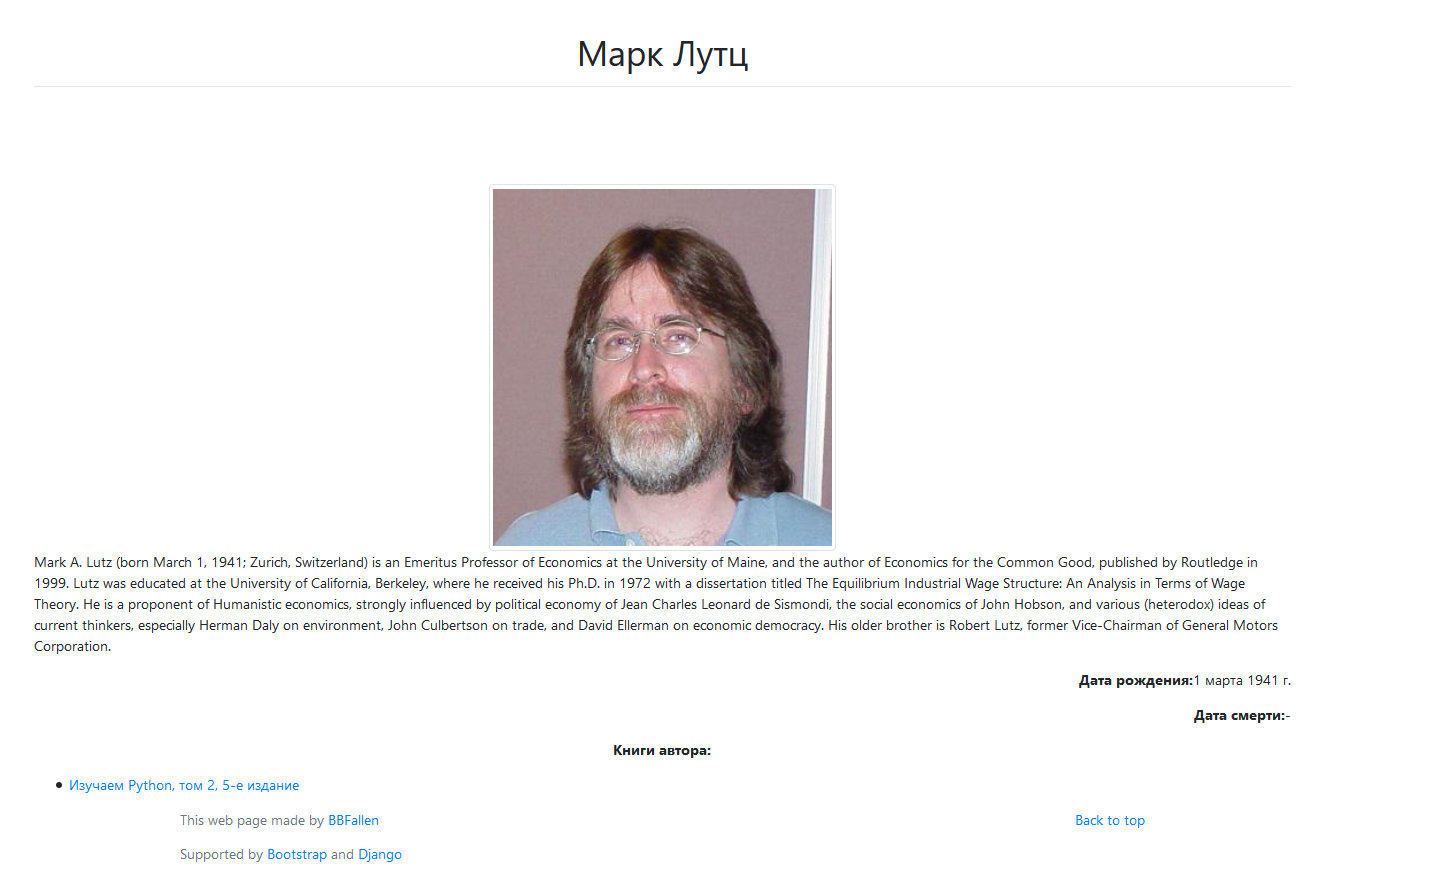 Марк Лутц
Mark A. Lutz (born March 1, 1941; Zurich, Switzerland) is an Emeritus Professor of Economics at the University of Maine, and the author of Economics for the Common Good, published by Routledge in
1999. Lutz was educated at the University of California, Berkeley, where he received his Ph.D. in 1972 with a dissertation titled The Equilibrium Industrial Wage Structure: An Analysis in Terms of Wage
Theory. He is a proponent of Humanistic economics, strongly influenced by political economy of Jean Charles Leonard de Sismondi, the social economics of John Hobson, and various (heterodox) ideas of
current thinkers, especially Herman Daly on environment, John Culbertson on trade, and David Ellerman on economic democracy. His older brother is Robert Lutz, former Vice-Chairman of General Motors
Corporation.
Дата рождения:1 марта 1941 г.
Дата смерти:-
Книги автора:
• Изучаем Python, том 2, 5-е издание
This web page made by BBFallen
Back to top
Supported by Bootstrap and Django